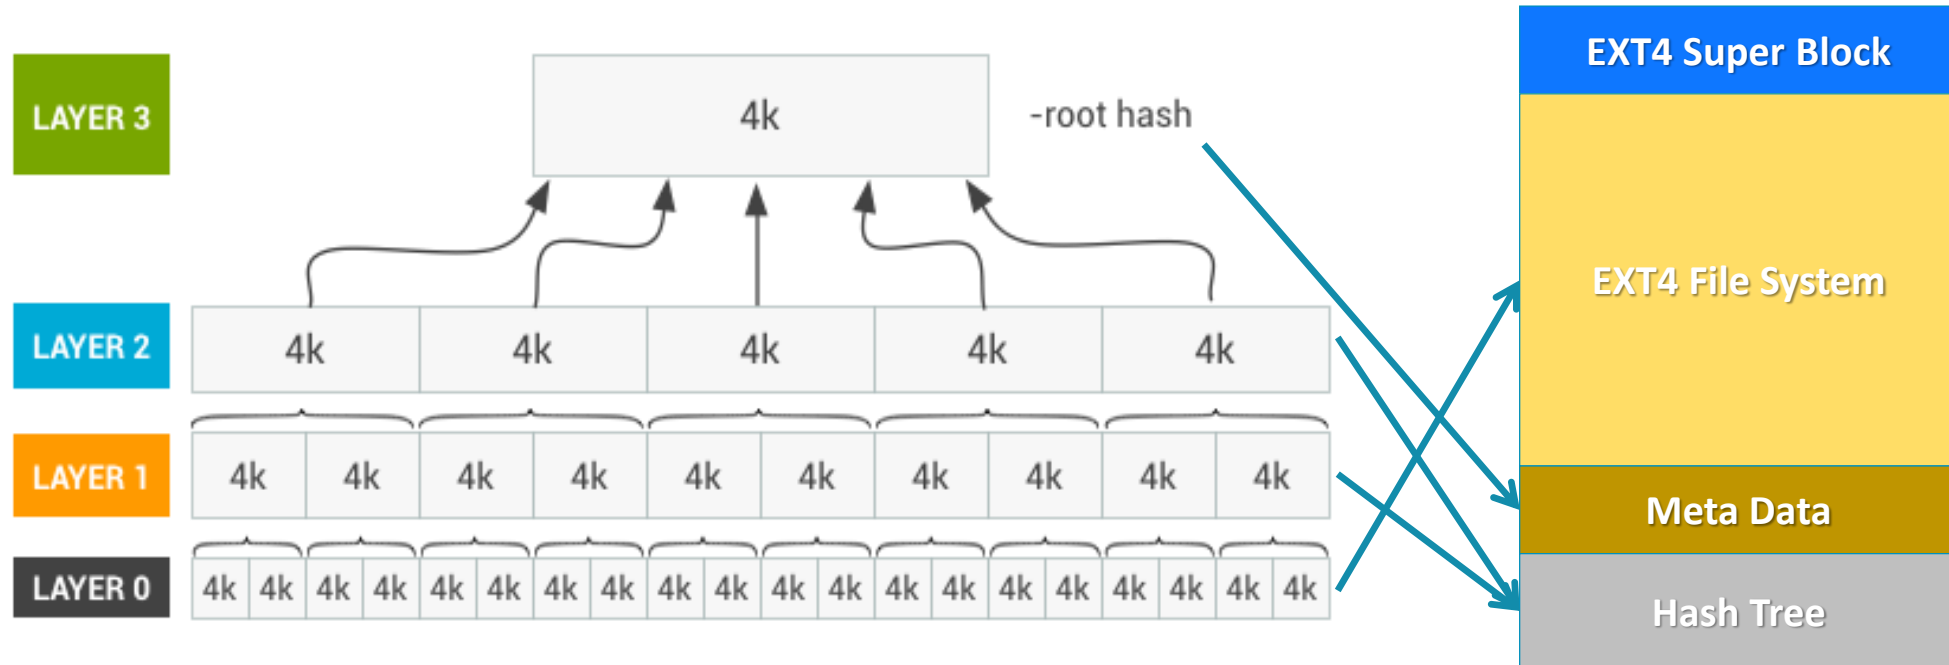 LAYER 3
4k
-root hash
LAYER 2
4k 4k 4k 4k 4k
LAYER 1
4k 4k 4k 4k 4k 4k 4k 4k 4k 4k
LAYER 0
4k 4k 4k 4k 4k 4k 4k 4k 4k 4k 4k 4k 4k 4k 4k 4k 4k 4k 4k 4k
EXT4 Super Block
EXT4 File System
Meta Data
Hash Tree